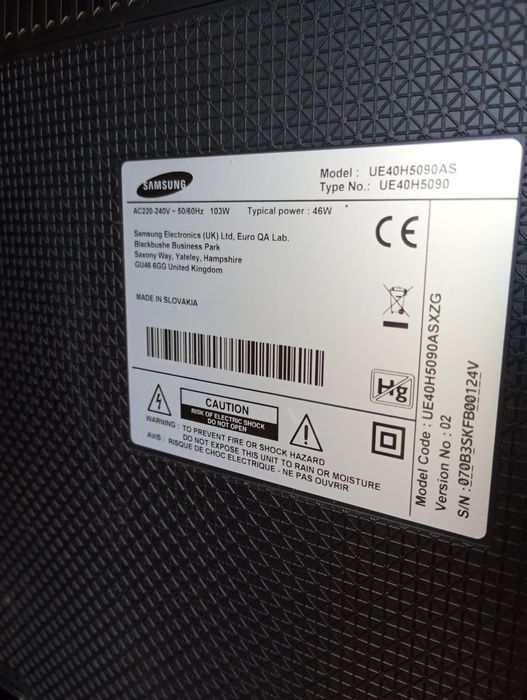 SAMSUNG
Model : UE40H5090AS
Type No.: UE40H5090
AC220-240V ~ 50/60Hz 103W Typical power : 46W
Samsung Electronics (UK) Ltd, Euro QA Lab.
Blackbushe Business Park
Saxony Way, Yateley, Hampshire
GU46 6GG United Kingdom
CE
MADE IN SLOVAKIA
Hg
CAUTION
RISK OF ELECTRIC SHOCK
DO NOT OPEN
WARNING : TO PREVENT FIRE OR SHOCK HAZARD
DO NOT EXPOSE THIS UNIT TO RAIN OR MOISTURE
AVIS : RISQUE DE CHOC ELECTRIQUE - NE PAS OUVRIR
Model Code : UE40H5090ASXZG
Version No : 02
S/N : 070B3SKFB00124V